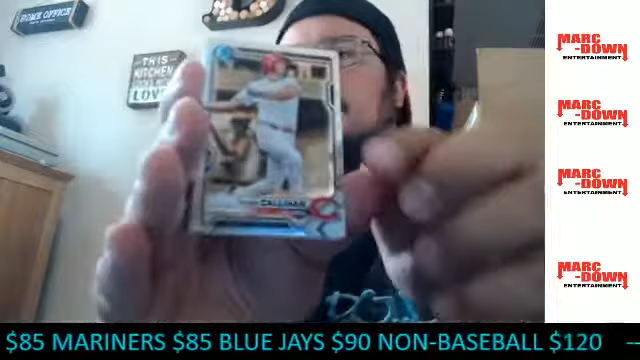 HOME OFFICE
THIS
KITCHEN
LOVE
CALLIHAN
MARC
-DOWN
ENTERTAINMENT
MARC
-DOWN
ENTERTAINMENT
MARC
-DOWN
ENTERTAINMENT
MARC
-DOWN
ENTERTAINMENT
$85 MARINERS $85 BLUE JAYS $90 NON-BASEBALL $120